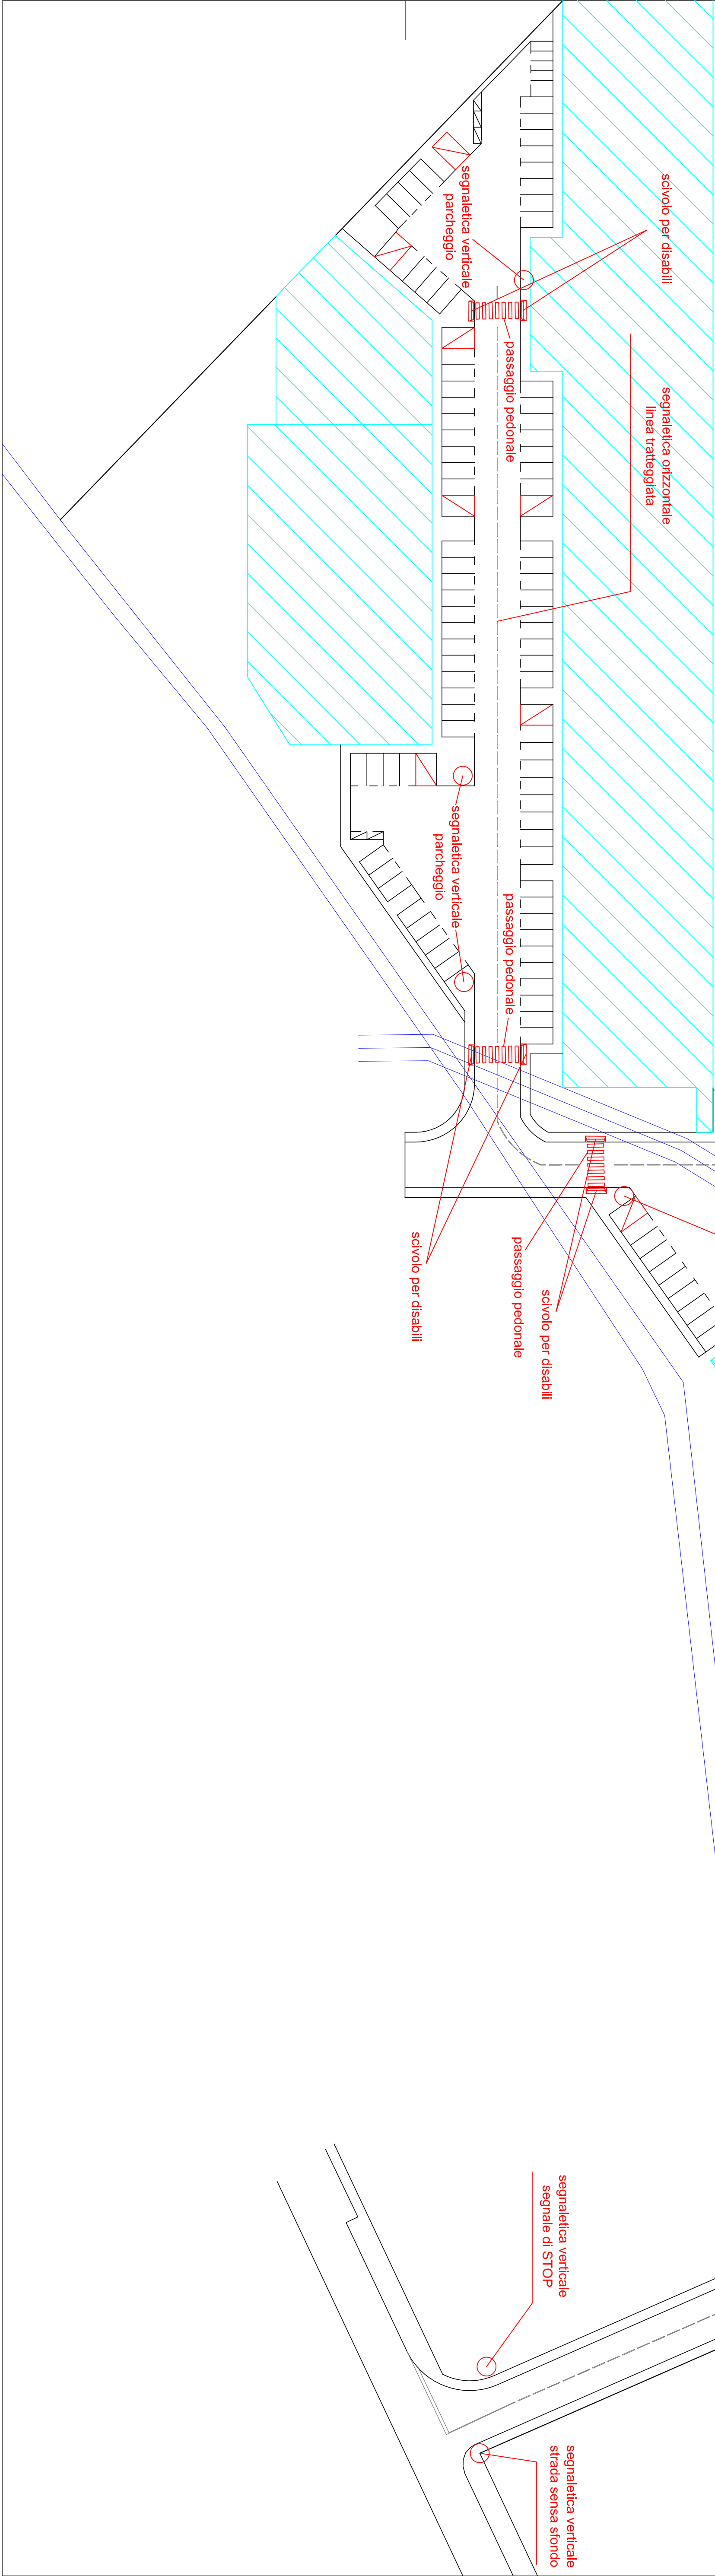 scivolo per disabili
segnaletica verticale
parcheggio
passaggio pedonale
segnaletica orizzontale
linea tratteggiata
segnaletica verticale
parcheggio
passaggio pedonale
scivolo per disabili
passaggio pedonale
scivolo per disabili
segnaletica verticale
segnale di STOP
segnaletica verticale
strada sensa sfondo